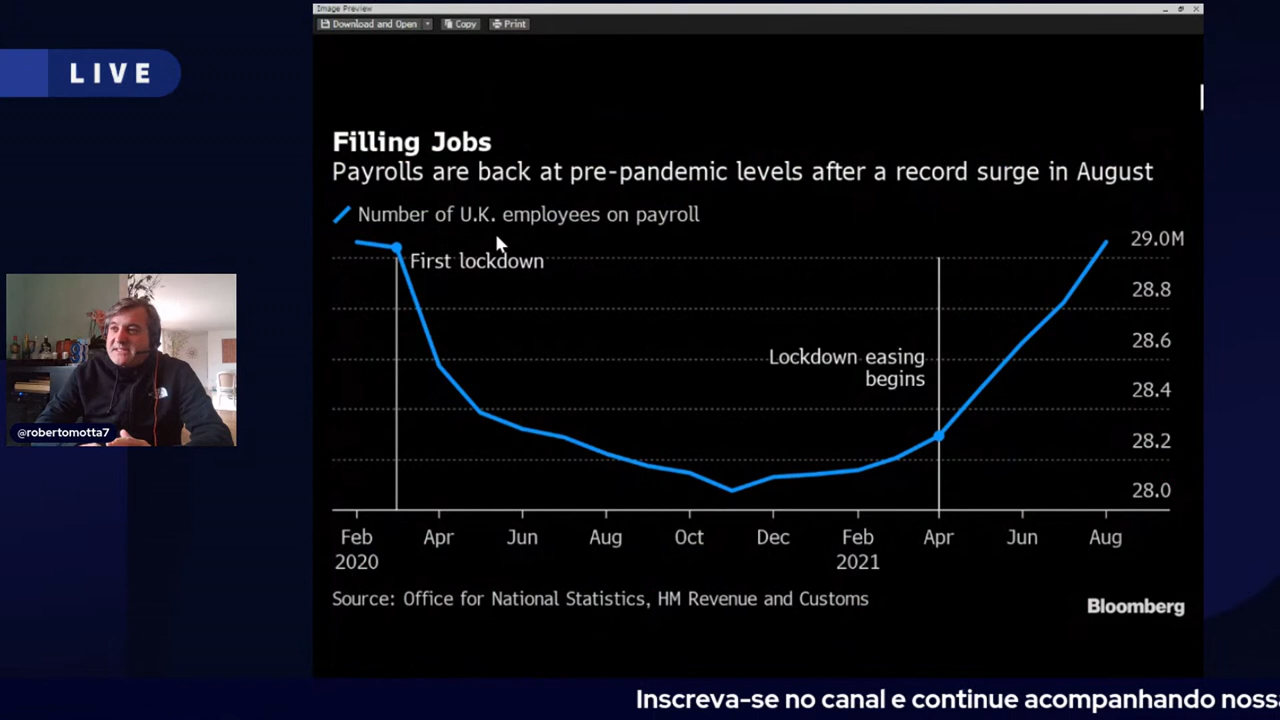 Image Preview
Download and Open Copy Print
LIVE
Filling Jobs
Payrolls are back at pre-pandemic levels after a record surge in August
Number of U.K. employees on payroll
29.0M
First lockdown
28.8
28.6
Lockdown easing
begins
28.4
28.2
28.0
@robertomotta7
Feb Apr Jun Aug Oct Dec Feb Apr Jun Aug
2020 2021
Source: Office for National Statistics, HM Revenue and Customs
Bloomberg
Inscreva-se no canal e continue acompanhando noss